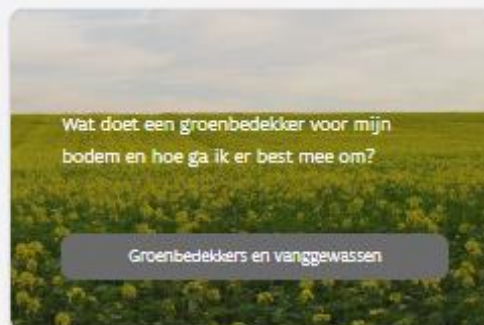 Wat doet een groenbedekker voor mijn
bodem en hoe ga ik er best mee om?
Groenbedekkers en vanggewassen